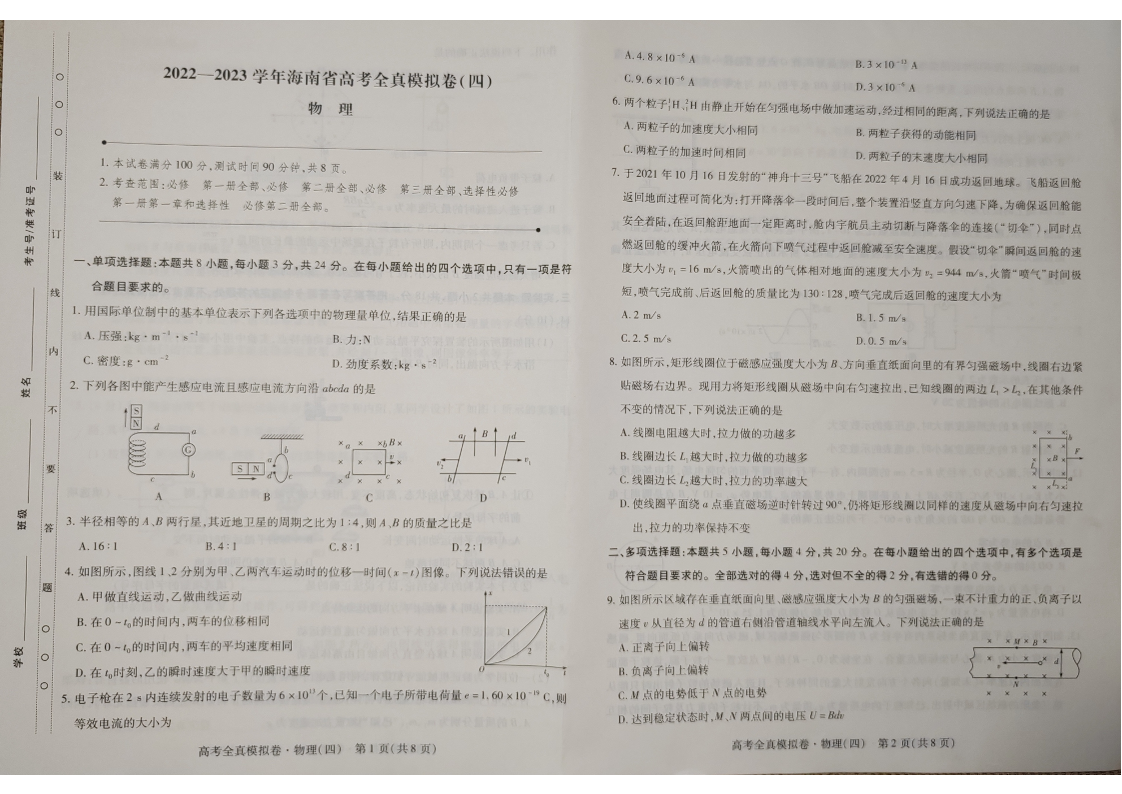 2022—2023学年海南省高考全真模拟卷(四)
物 理
1. 本试卷满分100分,测试时间90分钟,共8页。
2. 考查范围:必修 第一册全部、必修 第二册全部、必修 第三册全部、选择性必修
第一册第一章和选择性 必修第二册全部。
考生号/准考证号
姓名
班级
学校
装
订
线
内
不
要
答
题
一、单项选择题:本题共8小题,每小题3分,共24分。在每小题给出的四个选项中,只有一项是符
合题目要求的。
1. 用国际单位制中的基本单位表示下列各选项中的物理量单位,结果正确的是
A. 压强:kg·m⁻¹·s⁻¹ B. 力:N
C. 密度:g·cm⁻² D. 劲度系数:kg·s⁻²
2. 下列各图中能产生感应电流且感应电流方向沿abcda的是
A B C D
3. 半径相等的A、B两行星,其近地卫星的周期之比为1:4,则A、B的质量之比是
A. 16:1 B. 4:1 C. 8:1 D. 2:1
4. 如图所示,图线1、2分别为甲、乙两汽车运动时的位移—时间(x-t)图像。下列说法错误的是
A. 甲做直线运动,乙做曲线运动
B. 在0~t₀的时间内,两车的位移相同
C. 在0~t₀的时间内,两车的平均速度相同
D. 在t₀时刻,乙的瞬时速度大于甲的瞬时速度
5. 电子枪在2 s内连续发射的电子数量为6×10¹³个,已知一个电子所带电荷量e=1.60×10⁻¹⁹ C,则
等效电流的大小为
高考全真模拟卷·物理(四) 第1页(共8页)
A. 4.8×10⁻⁶ A B. 3×10⁻¹² A
C. 9.6×10⁻⁶ A D. 3×10⁻⁶ A
6. 两个粒子¹₁H、²₁H由静止开始在匀强电场中做加速运动,经过相同的距离,下列说法正确的是
A. 两粒子的加速度大小相同 B. 两粒子获得的动能相同
C. 两粒子的加速时间相同 D. 两粒子的末速度大小相同
7. 于2021年10月16日发射的“神舟十三号”飞船在2022年4月16日成功返回地球。飞船返回舱
返回地面过程可简化为:打开降落伞一段时间后,整个装置沿竖直方向匀速下降,为确保返回舱能
安全着陆,在返回舱距地面一定距离时,舱内宇航员主动切断与降落伞的连接(“切伞”),同时点
燃返回舱的缓冲火箭,在火箭向下喷气过程中返回舱减至安全速度。假设“切伞”瞬间返回舱的速
度大小为v₁=16 m/s,火箭喷出的气体相对地面的速度大小为v₂=944 m/s,火箭“喷气”时间极
短,喷气完成前、后返回舱的质量比为130:128,喷气完成后返回舱的速度大小为
A. 2 m/s B. 1.5 m/s
C. 2.5 m/s D. 0.5 m/s
8. 如图所示,矩形线圈位于磁感应强度大小为B、方向垂直纸面向里的有界匀强磁场中,线圈右边紧
贴磁场右边界。现用力将矩形线圈从磁场中向右匀速拉出,已知线圈的两边L₁>L₂,在其他条件
不变的情况下,下列说法正确的是
A. 线圈电阻越大时,拉力做的功越多
B. 线圈边长L₁越大时,拉力做的功越多
C. 线圈边长L₂越大时,拉力的功率越大
D. 使线圈平面绕a点垂直磁场逆时针转过90°,仍将矩形线圈以同样的速度从磁场中向右匀速拉
出,拉力的功率保持不变
二、多项选择题:本题共5小题,每小题4分,共20分。在每小题给出的四个选项中,有多个选项是
符合题目要求的。全部选对的得4分,选对但不全的得2分,有选错的得0分。
9. 如图所示区域存在垂直纸面向里、磁感应强度大小为B的匀强磁场,一束不计重力的正、负离子以
速度v从直径为d的管道右侧沿管道轴线水平向左流入。下列说法正确的是
A. 正离子向上偏转
B. 负离子向下偏转
C. M点的电势低于N点的电势
D. 达到稳定状态时,M、N两点间的电压U=Bdv
高考全真模拟卷·物理(四) 第2页(共8页)